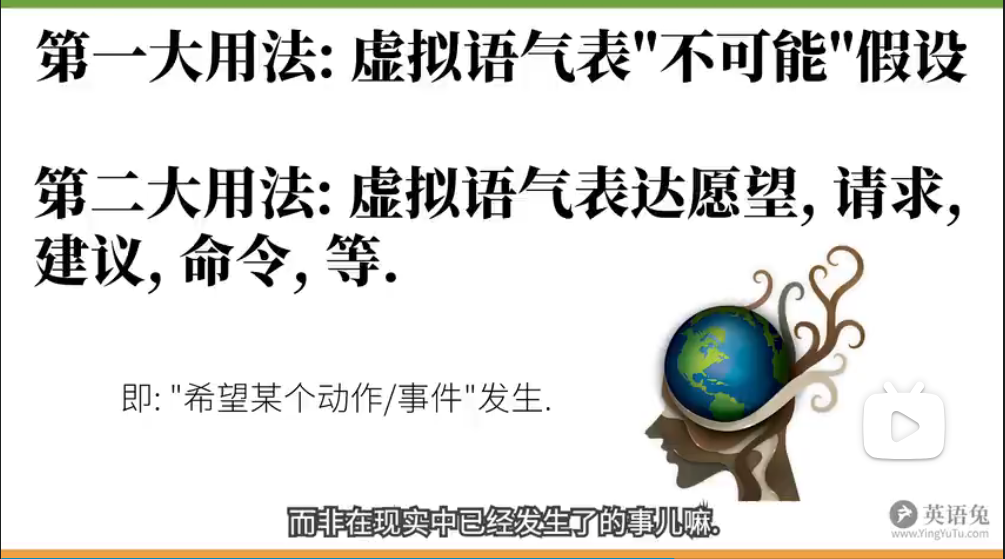 第一大用法: 虚拟语气表"不可能"假设
第二大用法: 虚拟语气表达愿望, 请求,
建议, 命令, 等.
即: "希望某个动作/事件"发生.
而非在现实中已经发生了的事儿嘛.
英语兔
www.YingYuTu.com